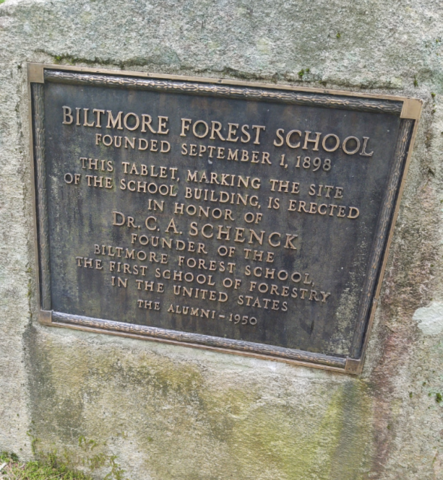 BILTMORE FOREST SCHOOL
FOUNDED SEPTEMBER 1, 1898
THIS TABLET, MARKING THE SITE
OF THE SCHOOL BUILDING, IS ERECTED
IN HONOR OF
DR. C. A. SCHENCK
FOUNDER OF THE
BILTMORE FOREST SCHOOL,
THE FIRST SCHOOL OF FORESTRY
IN THE UNITED STATES
THE ALUMNI - 1950